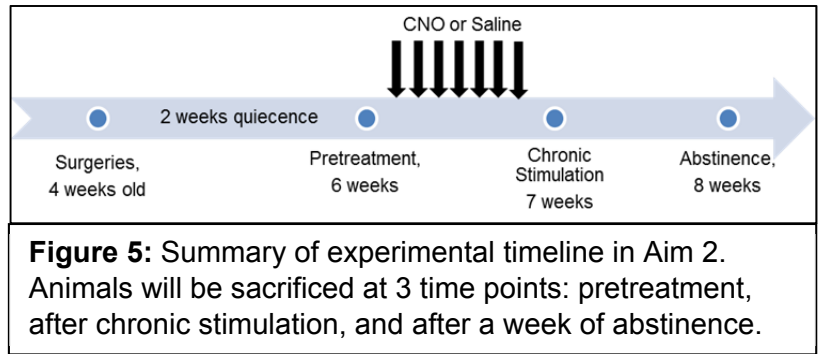 CNO or Saline
2 weeks quiecence
Surgeries,
4 weeks old
Pretreatment,
6 weeks
Chronic
Stimulation
7 weeks
Abstinence,
8 weeks
Figure 5: Summary of experimental timeline in Aim 2.
Animals will be sacrificed at 3 time points: pretreatment,
after chronic stimulation, and after a week of abstinence.